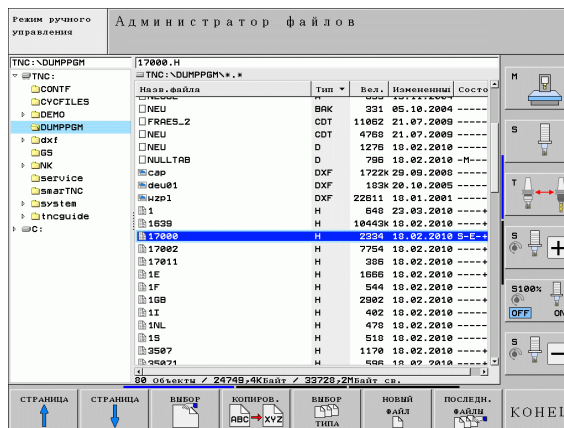 Режим ручного
управления
Администратор файлов
TNC:\DUMPPGM
17000.H
TNC:
CONTF
CYCFILES
DEMO
DUMPPGM
dxf
GS
NK
service
smarTNC
system
tncguide
C:
TNC:\DUMPPGM\*.*
Назв.файла Тип Вел. Измененны Состо
NEU BAK 331 05.10.2004 -----
FRAES_2 CDT 11062 21.07.2009 -----
NEU CDT 4768 21.07.2009 -----
NEU D 1276 18.02.2010 -----
NULLTAB D 796 18.02.2010 -M---
cap DXF 1722K 29.09.2008 -----
deu01 DXF 183K 20.10.2005 -----
wzpl DXF 22611 18.01.2001 -----
1 H 648 23.03.2010 ----+
1639 H 10443K 18.02.2010 ----+
17000 H 2334 18.02.2010 S-E-+
17002 H 7754 18.02.2010 ----+
17011 H 386 18.02.2010 ----+
1E H 1666 18.02.2010 ----+
1F H 544 18.02.2010 ----+
1GB H 2902 18.02.2010 ----+
1I H 402 18.02.2010 ----+
1NL H 478 18.02.2010 ----+
1S H 518 18.02.2010 ----+
3507 H 1170 18.02.2010 ----+
35071 H 596 18.02.2010 ----+
80 Объекты / 24749,4КБайт / 33728,2МБайт св.
M
S
T
S
S100%
OFF ON
S
СТРАНИЦА
СТРАНИЦА
ВЫБОР
КОПИРОВ.
ABC XYZ
ВЫБОР
ТИПА
НОВЫЙ
ФАЙЛ
ПОСЛЕДН.
ФАЙЛЫ
КОНЕЦ